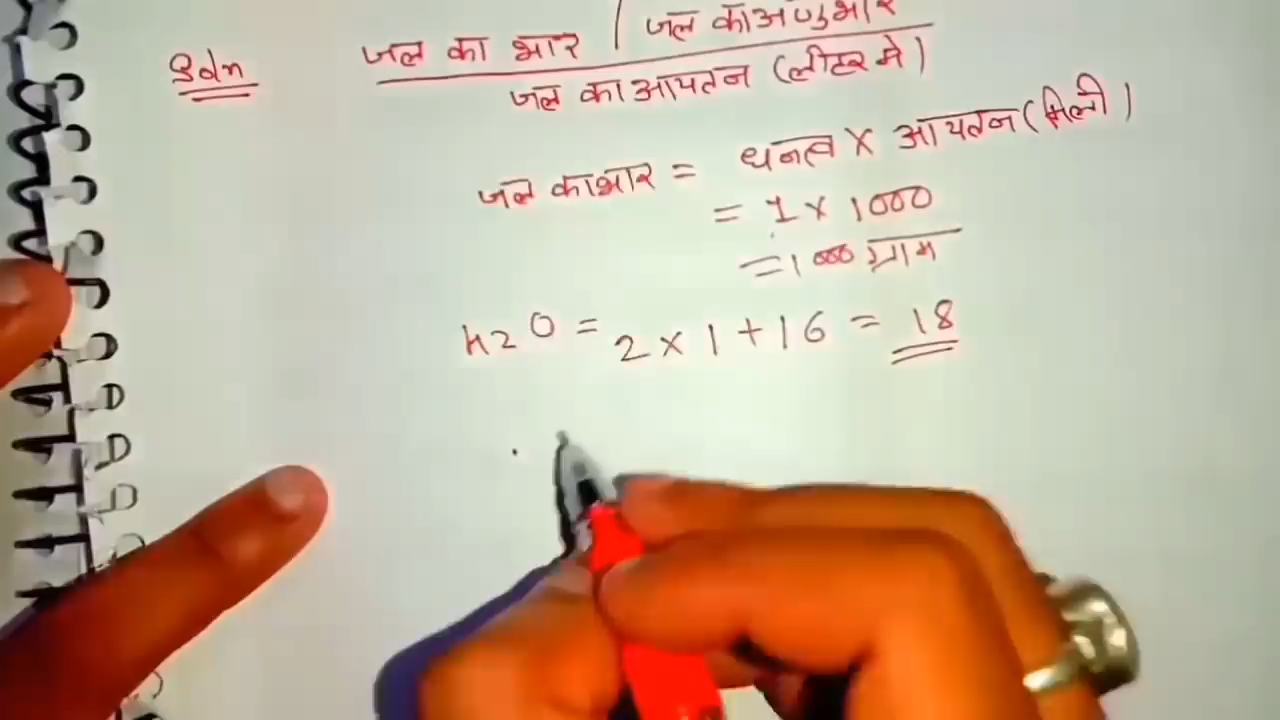 Soln जल का भार / जल का अणुभार
जल का आयतन (लीटर मे)
जल का भार = घनत्व × आयतन (मिली)
= 1 × 1000
= 1000 ग्राम
H2O = 2 × 1 + 16 = 18